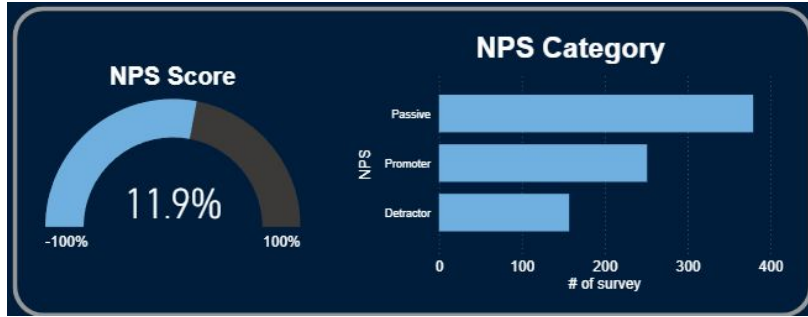 NPS Score
11.9%
-100%
100%
NPS Category
NPS
Passive
Promoter
Detractor
0 100 200 300 400
# of survey